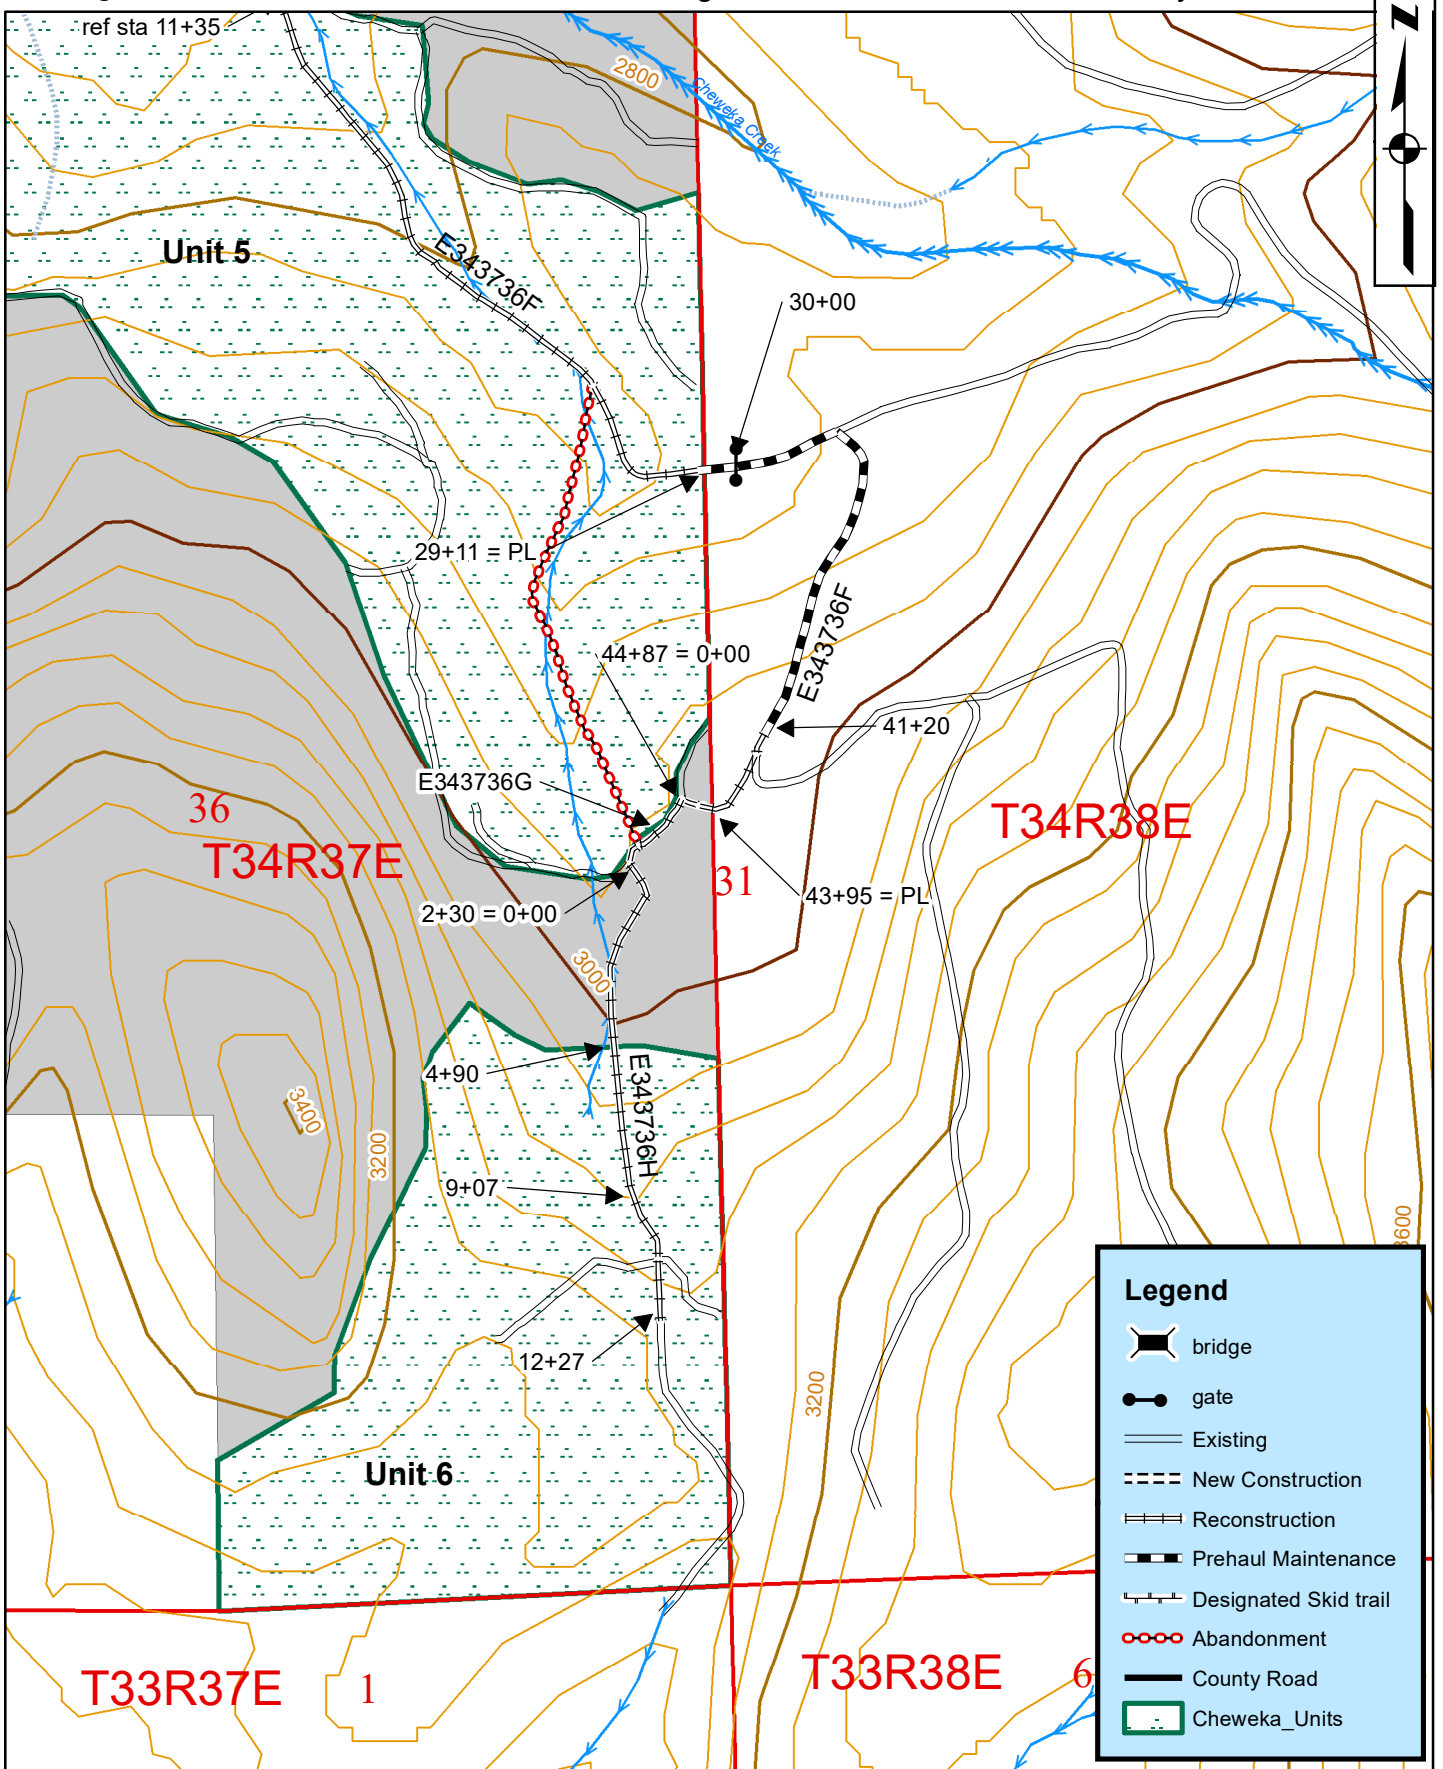 ref sta 11+35
N
2800
Cheweka Creek
Unit 5
E343736F
30+00
29+11 = PL
E343736F
44+87 = 0+00
41+20
E343736G
36
T34R37E
T34R38E
31
43+95 = PL
2+30 = 0+00
3000
4+90
E343736H
3400
3200
9+07
3600
12+27
3200
Unit 6
Legend
bridge
gate
Existing
New Construction
Reconstruction
Prehaul Maintenance
Designated Skid trail
Abandonment
County Road
Cheweka_Units
T33R37E
1
T33R38E
6